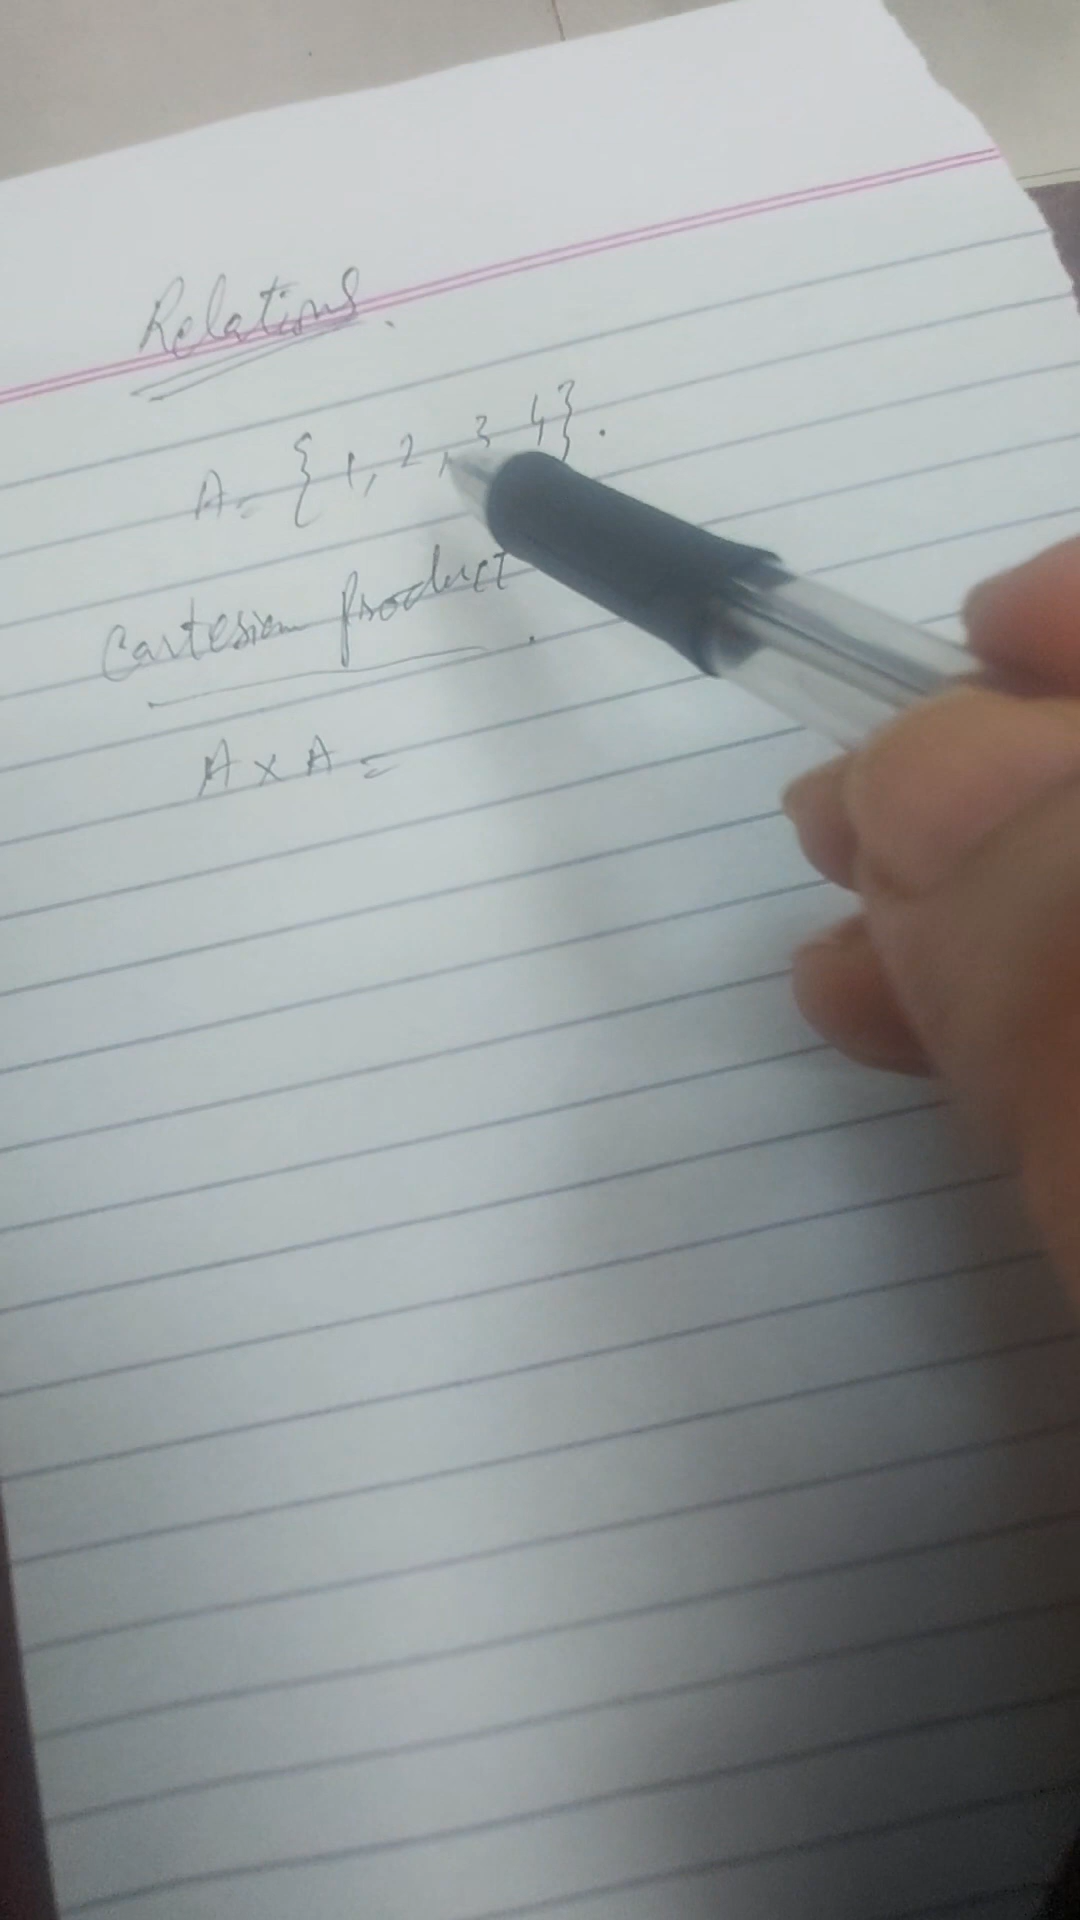 Relations.
A = {1, 2, 3 4}.
Cartesian product.
A × A =